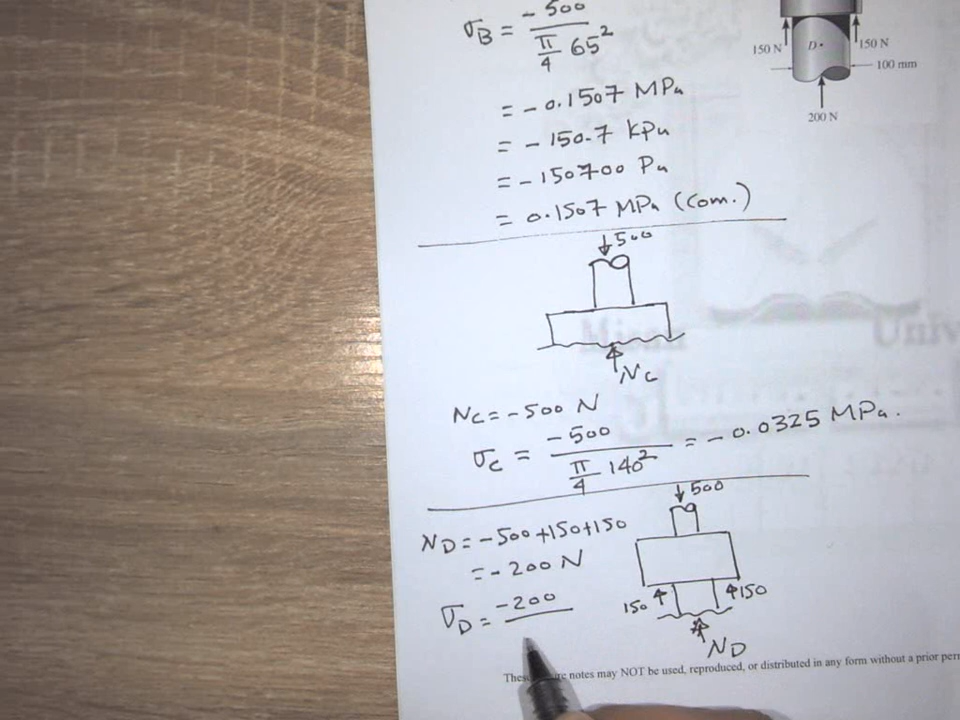 σB = -500 / π/4 65²
= -0.1507 MPa
= -150.7 kPa
= -150700 Pa
= 0.1507 MPa (Com.)
150 N
D
150 N
100 mm
200 N
500
NC
NC = -500 N
σC = -500 / π/4 140² = -0.0325 MPa.
ND = -500+150+150
= -200 N
σD = -200
500
150
150
ND
notes may NOT be used, reproduced, or distributed in any form without a prior